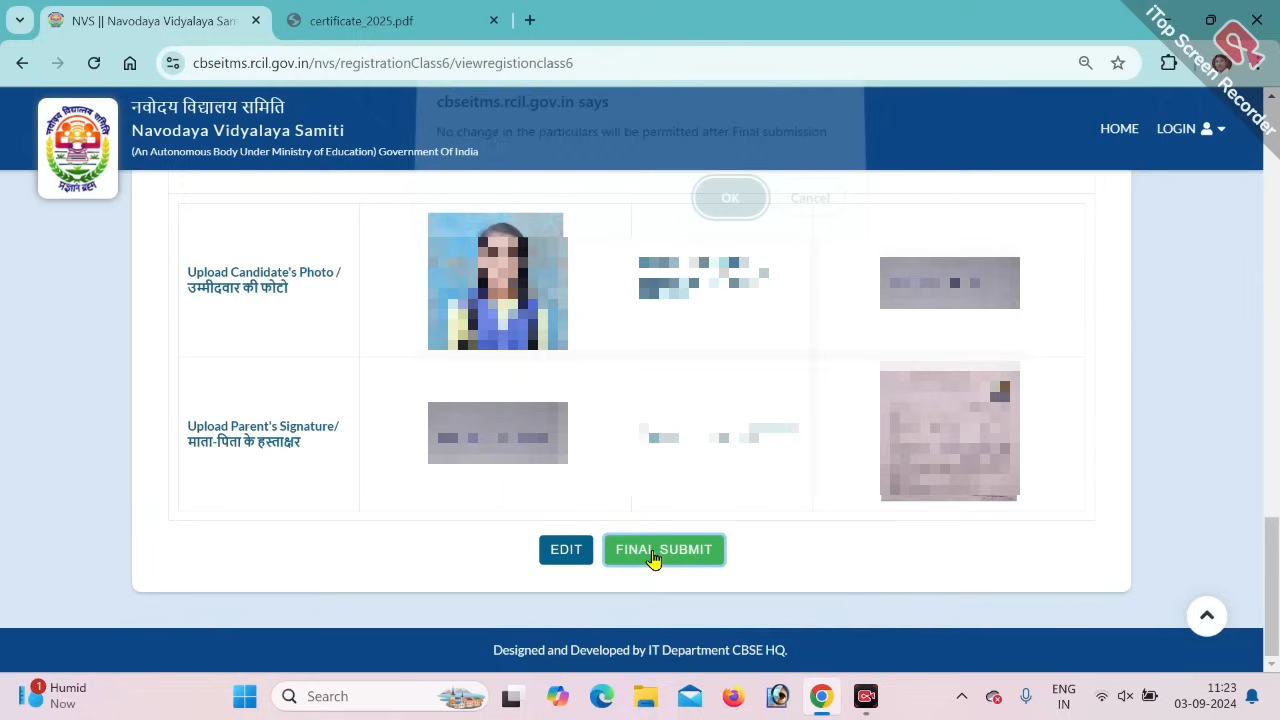 NVS || Navodaya Vidyalaya Sam
certificate_2025.pdf
cbseitms.rcil.gov.in/nvs/registrationClass6/viewregistionclass6
iTop Screen Recorder
नवोदय विद्यालय समिति
Navodaya Vidyalaya Samiti
(An Autonomous Body Under Ministry of Education) Government Of India
HOME
LOGIN
cbseitms.rcil.gov.in says
No change in the particulars will be permitted after Final submission
OK
Cancel
Upload Candidate's Photo /
उम्मीदवार की फोटो
Upload Parent's Signature/
माता-पिता के हस्ताक्षर
EDIT
FINAL SUBMIT
Designed and Developed by IT Department CBSE HQ.
1
Humid
Now
Search
ENG
IN
11:23
03-09-2024